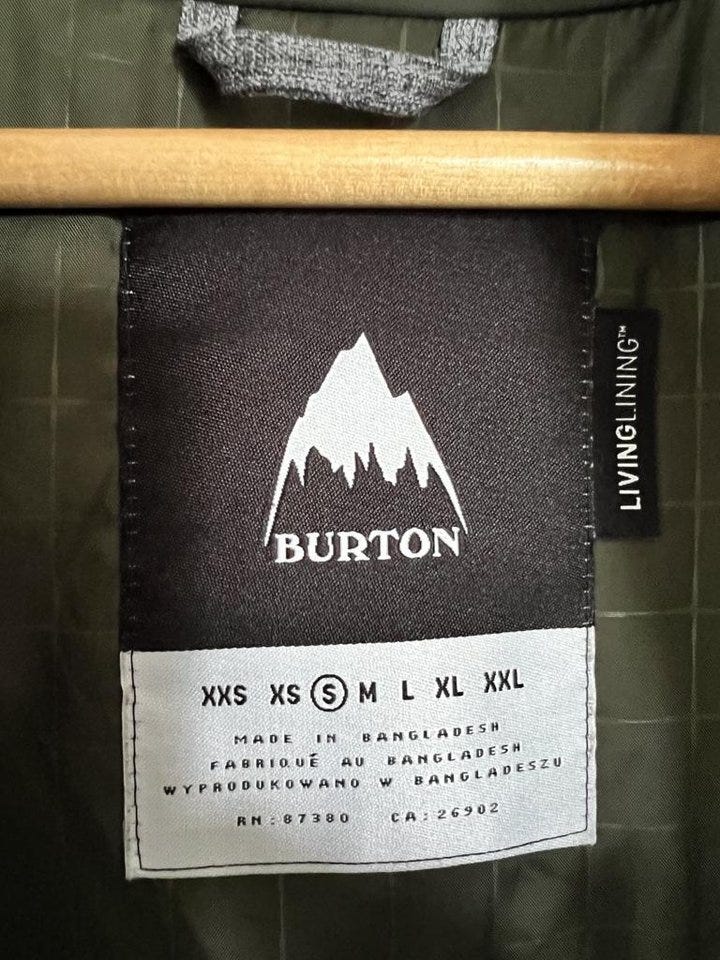 BURTON
LIVINGLINING™
XXS XS S M L XL XXL
MADE IN BANGLADESH
FABRIQUÉ AU BANGLADESH
WYPRODUKOWANO W BANGLADESZU
RN:87380 CA:26902